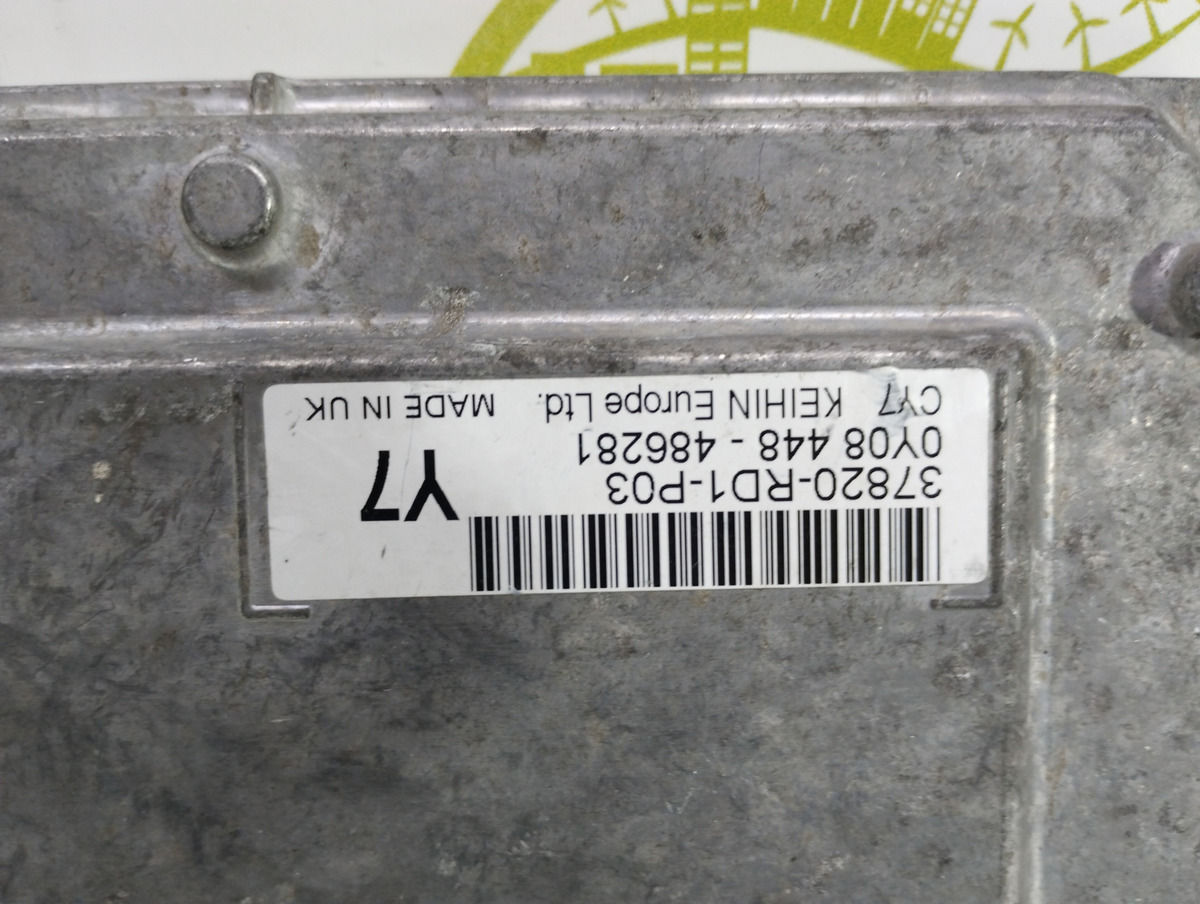 37820-RD1-P03
Y7
0Y08 448 - 486281
CY7 KEIHIN Europe Ltd. MADE IN UK